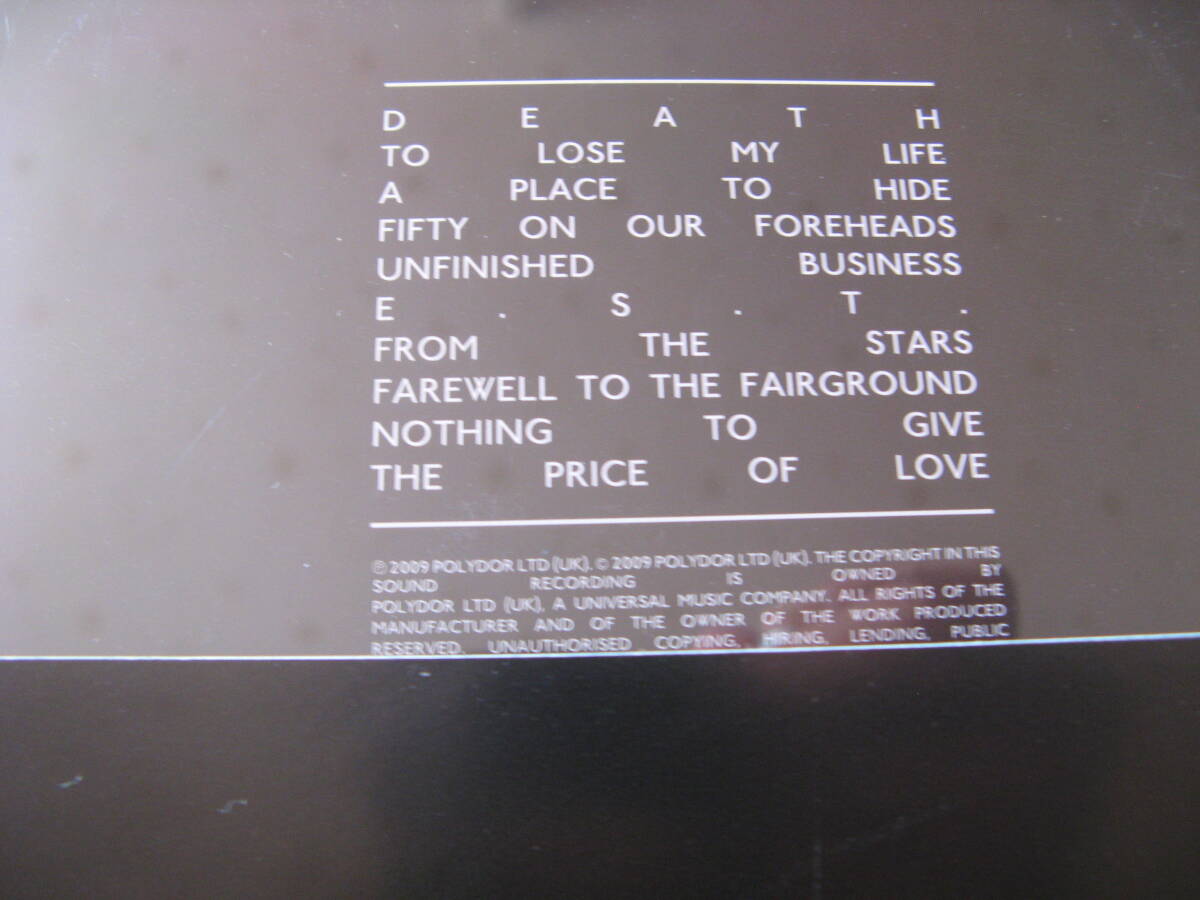 D E A T H
TO LOSE MY LIFE
A PLACE TO HIDE
FIFTY ON OUR FOREHEADS
UNFINISHED BUSINESS
E . S . T .
FROM THE STARS
FAREWELL TO THE FAIRGROUND
NOTHING TO GIVE
THE PRICE OF LOVE
℗ 2009 POLYDOR LTD (UK). © 2009 POLYDOR LTD (UK). THE COPYRIGHT IN THIS
SOUND RECORDING IS OWNED BY
POLYDOR LTD (UK). A UNIVERSAL MUSIC COMPANY. ALL RIGHTS OF THE
MANUFACTURER AND OF THE OWNER OF THE WORK PRODUCED
RESERVED. UNAUTHORISED COPYING, HIRING, LENDING, PUBLIC